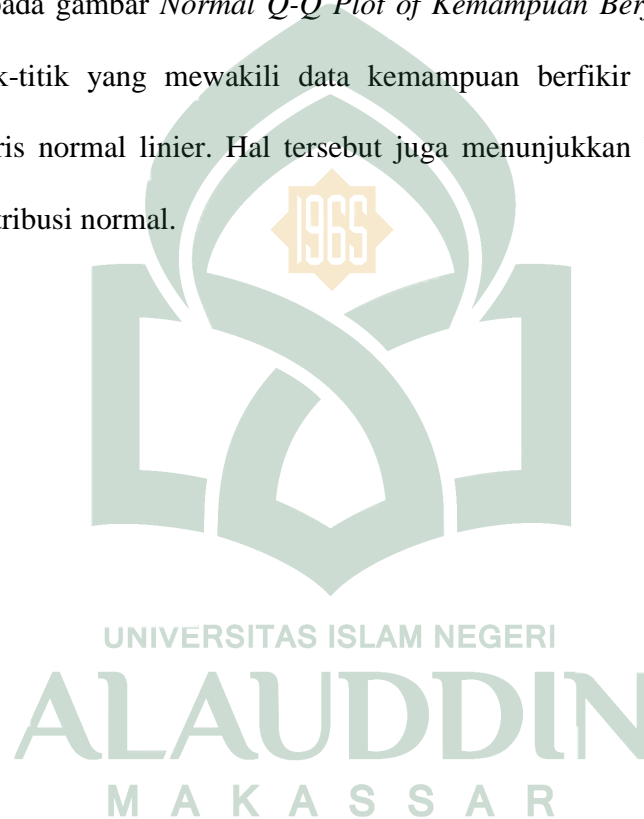 pada gambar Normal Q-Q Plot of Kemampuan
k-titik yang mewakili data kemampuan berfikir
ris normal linier. Hal tersebut juga menunjukkan
tribusi normal.
1965
UNIVERSITAS ISLAM NEGERI
ALAUDDIN
MAKASSAR